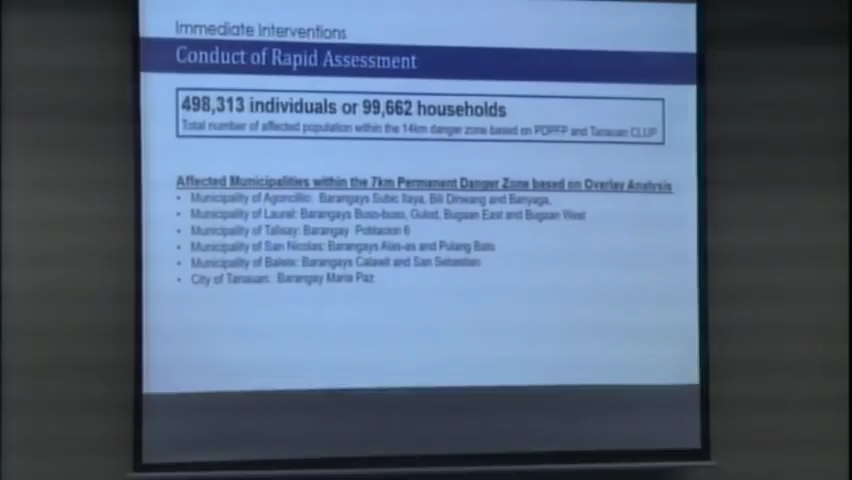 Immediate Interventions
Conduct of Rapid Assessment
498,313 individuals or 99,662 households
Total number of affected population within the 14km danger zone based on PDPFP and Tanauan CLUP
Affected Municipalities within the 7km Permanent Danger Zone based on Overlay Analysis
• Municipality of Agoncillo: Barangays Subic Ilaya, Bili Dinwang and Banyaga,
• Municipality of Laurel: Barangays Buso-buso, Gulod, Bugaan East and Bugaan West
• Municipality of Talisay: Barangay Poblacion 6
• Municipality of San Nicolas: Barangays Alas-as and Pulang Bato
• Municipality of Balete: Barangays Calawit and San Sebastian
• City of Tanauan: Barangay Maria Paz